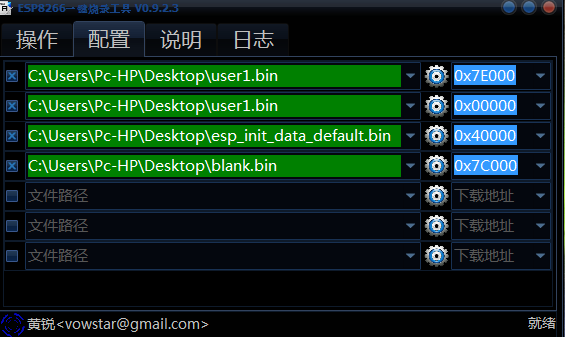 ESP8266一键烧录工具 V0.9.2.3
操作 配置 说明 日志
C:\Users\Pc-HP\Desktop\user1.bin 0x7E000
C:\Users\Pc-HP\Desktop\user1.bin 0x00000
C:\Users\Pc-HP\Desktop\esp_init_data_default.bin 0x40000
C:\Users\Pc-HP\Desktop\blank.bin 0x7C000
文件路径 下载地址
文件路径 下载地址
文件路径 下载地址
黄锐<vowstar@gmail.com> 就绪